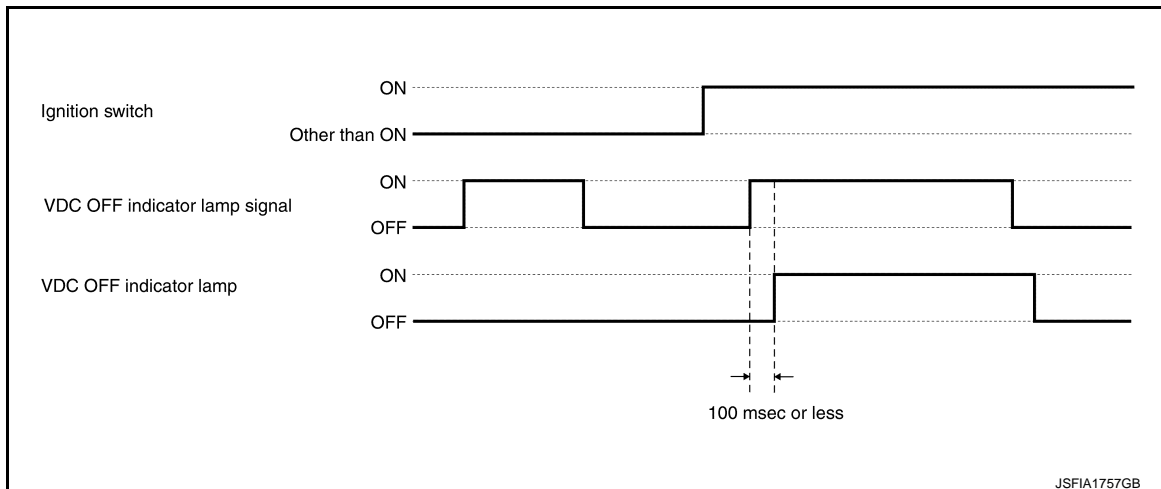 ON
Ignition switch
Other than ON
ON
VDC OFF indicator lamp signal
OFF
ON
VDC OFF indicator lamp
OFF
100 msec or less
JSFIA1757GB